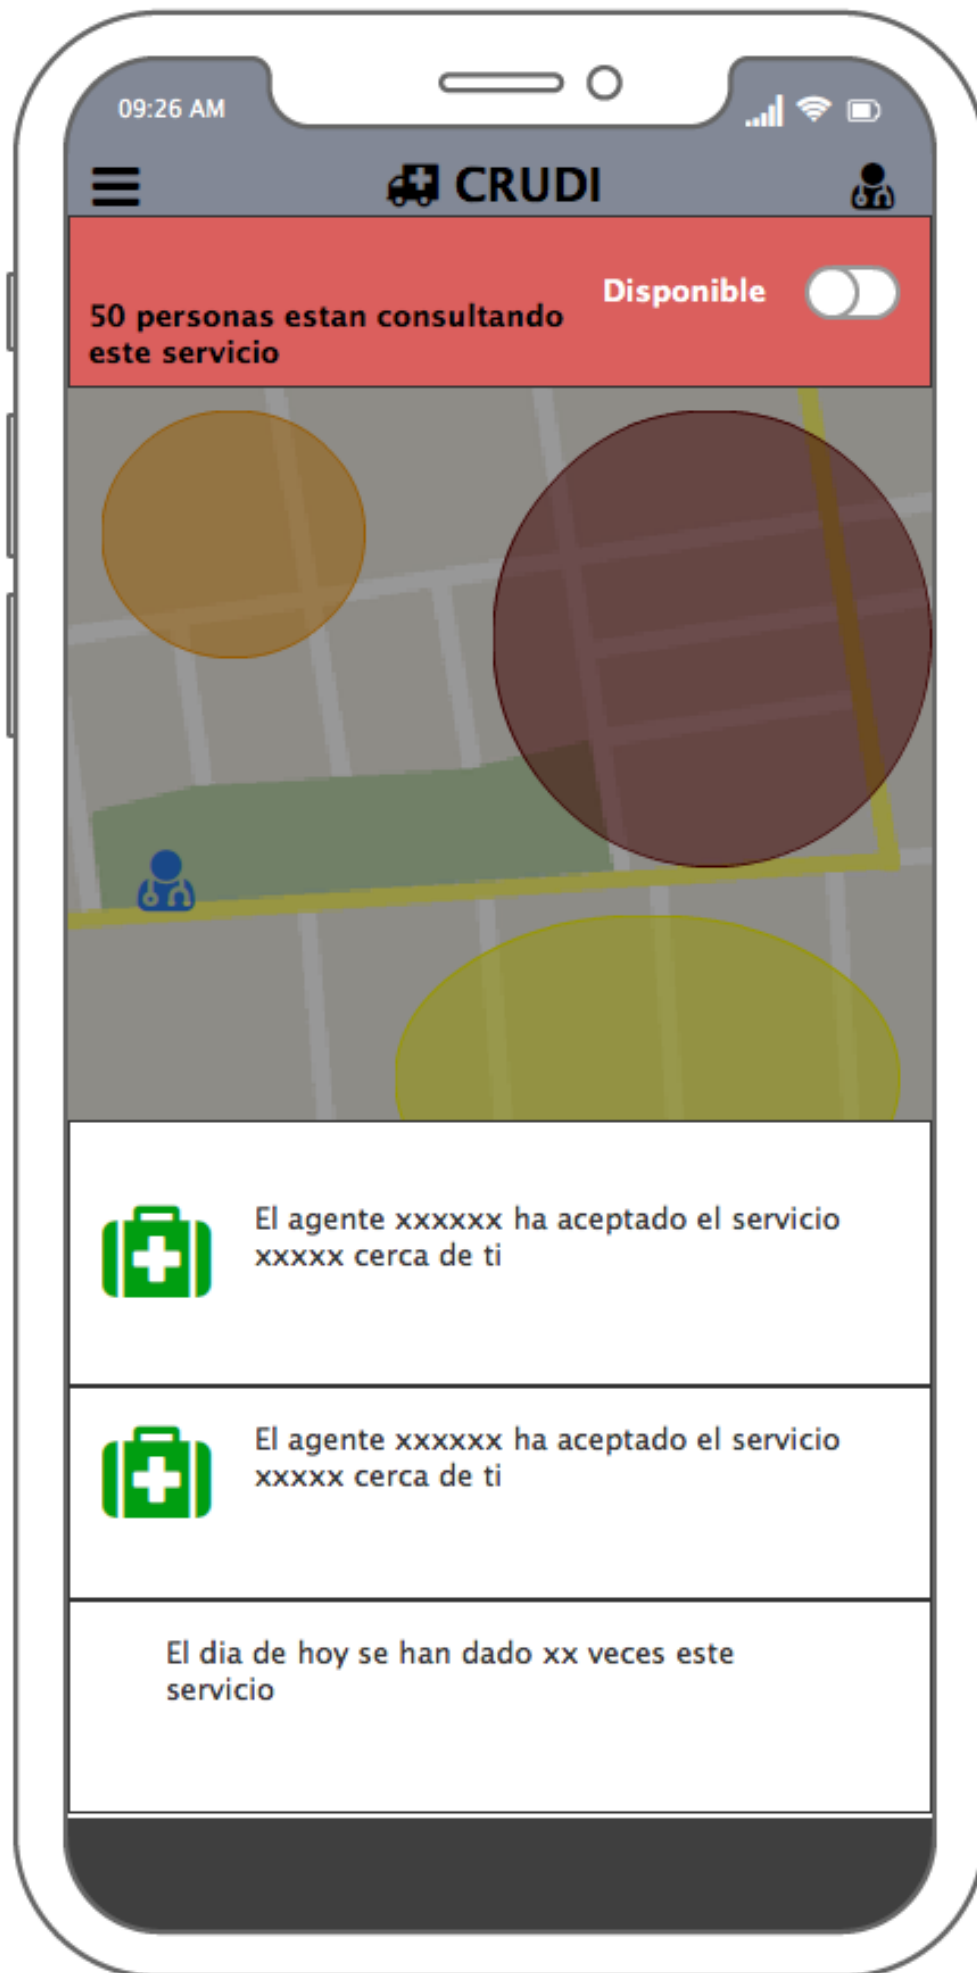 09:26 AM
CRUDI
Disponible
50 personas estan consultando
este servicio
El agente xxxxxx ha aceptado el servicio
xxxxx cerca de ti
El agente xxxxxx ha aceptado el servicio
xxxxx cerca de ti
El dia de hoy se han dado xx veces este
servicio